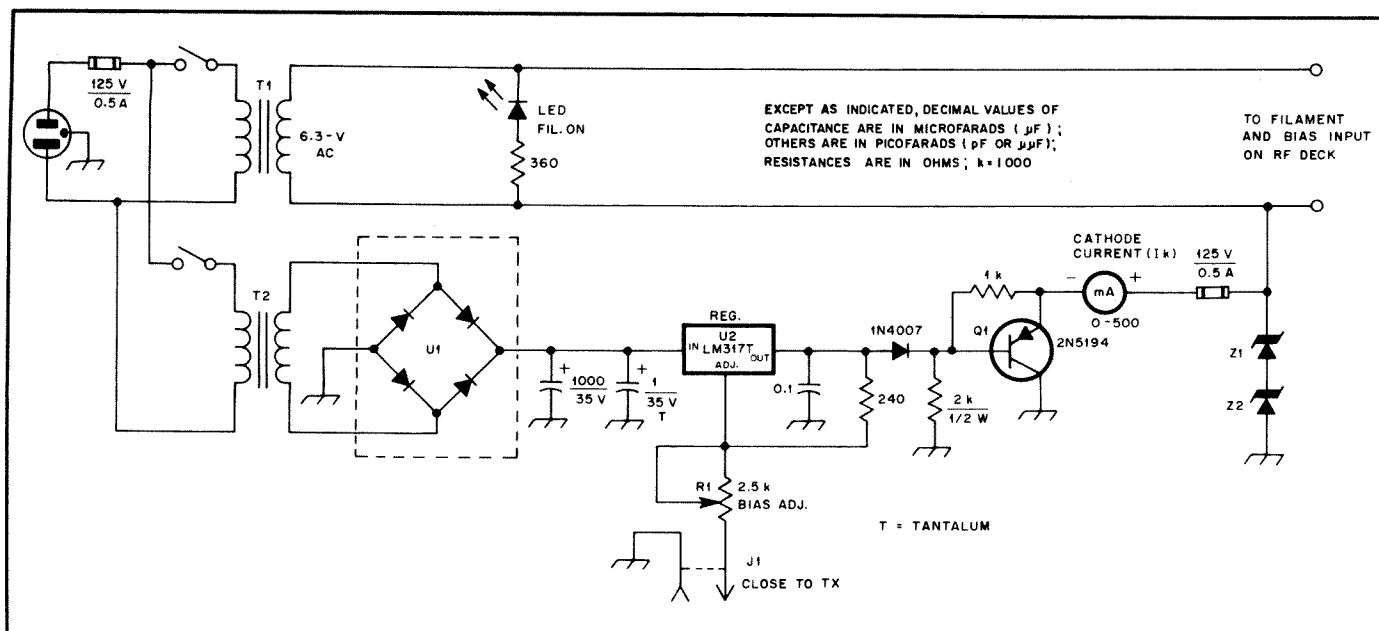 125 V
0.5 A
T1
6.3-V
AC
LED
FIL. ON
360
EXCEPT AS INDICATED, DECIMAL VALUES OF
CAPACITANCE ARE IN MICROFARADS ( µF ) ;
OTHERS ARE IN PICOFARADS ( pF OR µµF);
RESISTANCES ARE IN OHMS; k=1000
TO FILAMENT
AND BIAS INPUT
ON RF DECK
T2
U1
1000
35 V
+
1
35 V
T
+
REG.
U2
IN LM317T OUT
ADJ.
0.1
240
1N4007
2 k
1/2 W
1 k
Q1
2N5194
CATHODE
CURRENT (Ik)
- mA +
0-500
125 V
0.5 A
Z1
Z2
R1
2.5 k
BIAS ADJ.
T = TANTALUM
J1
CLOSE TO TX